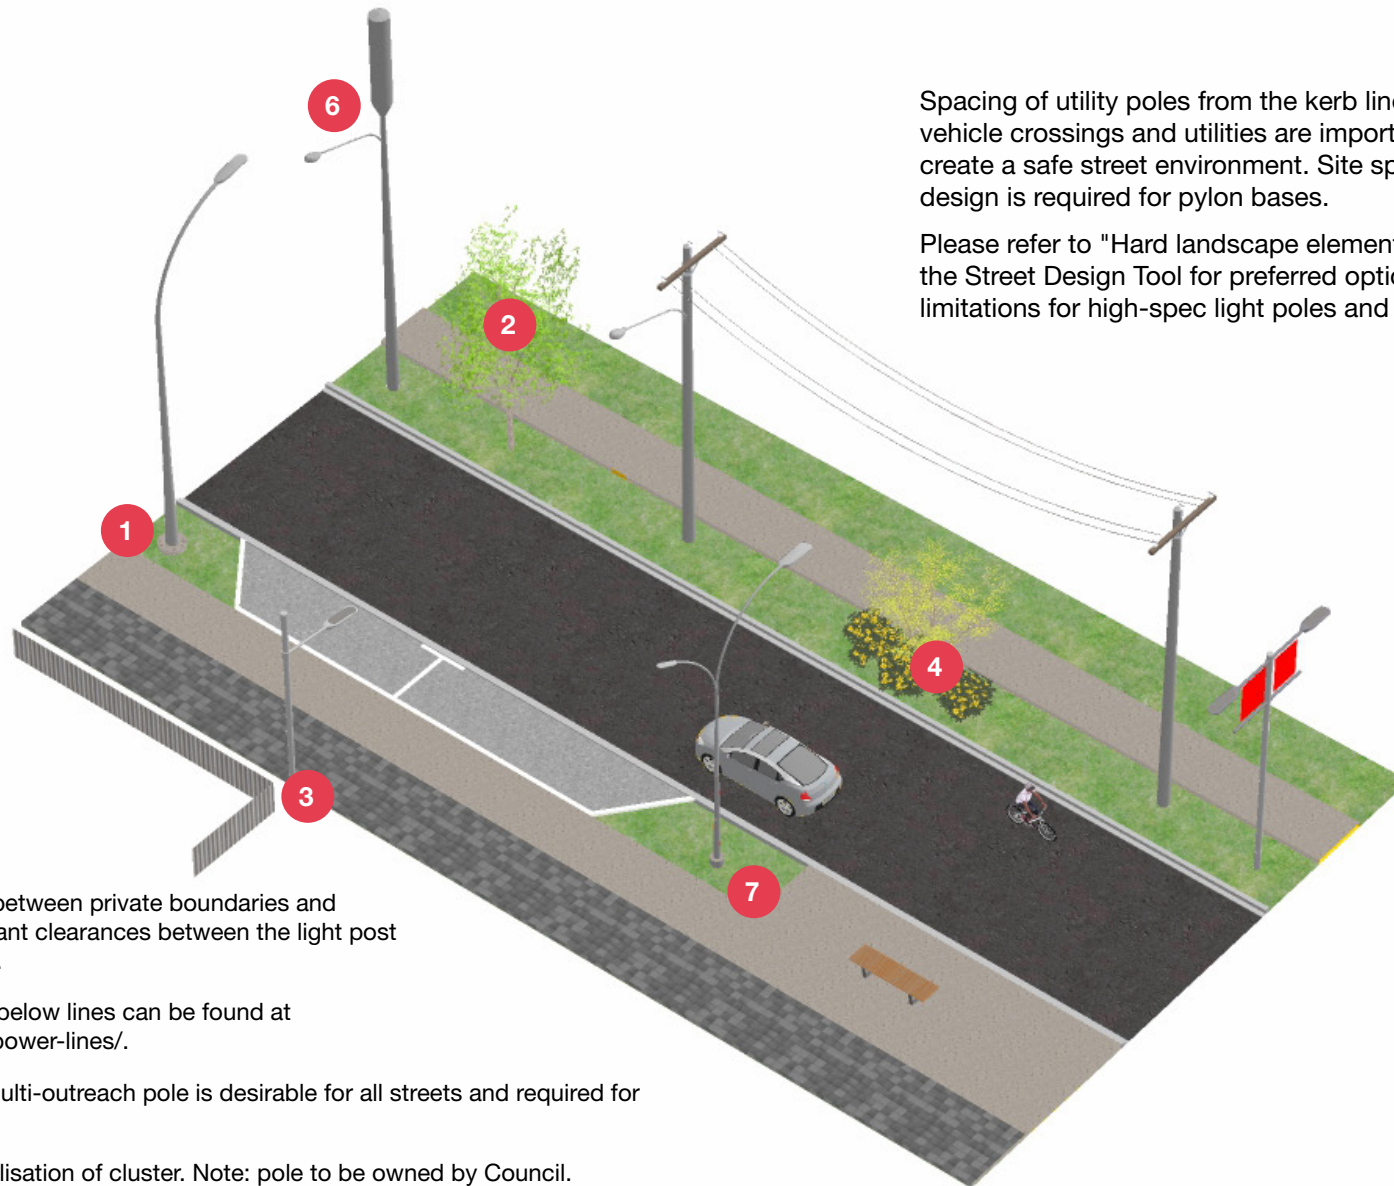 6
Spacing of utility poles from the kerb line
vehicle crossings and utilities are import
create a safe street environment. Site sp
design is required for pylon bases.
Please refer to "Hard landscape element
the Street Design Tool for preferred optic
limitations for high-spec light poles and
2
1
4
3
7
between private boundaries and
ant clearances between the light post
.
below lines can be found at
power-lines/.
ulti-outreach pole is desirable for all streets and required for
lisation of cluster. Note: pole to be owned by Council.